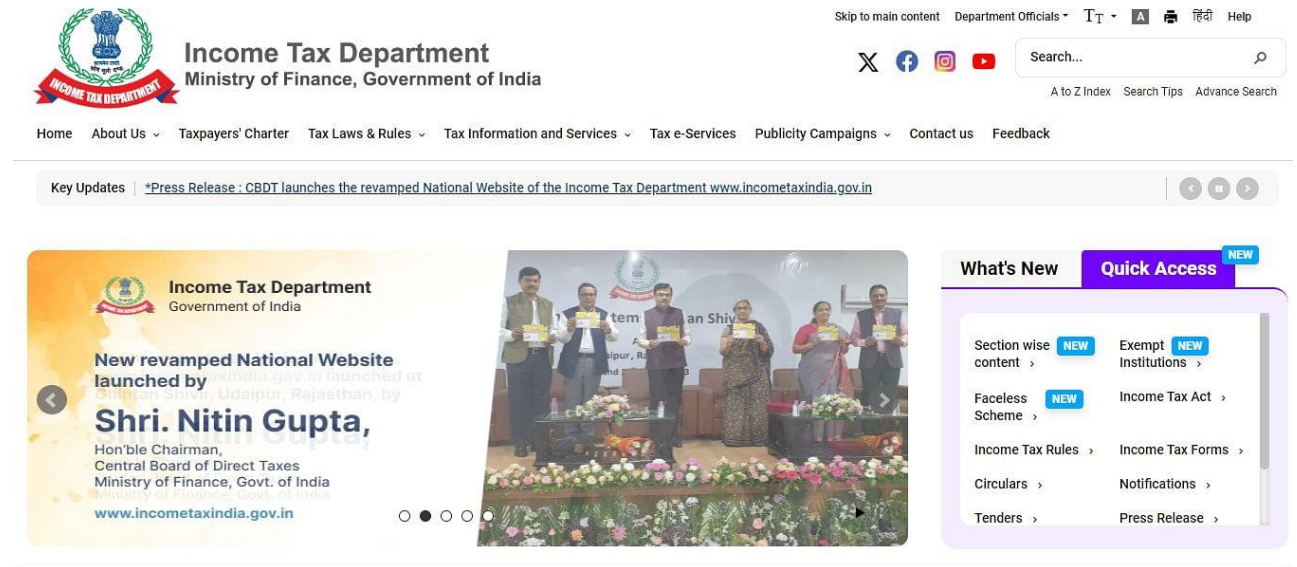 Skip to main content Department Officials TT A हिंदी Help
INCOME TAX DEPARTMENT
Income Tax Department
Ministry of Finance, Government of India
Search...
A to Z Index Search Tips Advance Search
Home About Us Taxpayers' Charter Tax Laws & Rules Tax Information and Services Tax e-Services Publicity Campaigns Contact us Feedback
Key Updates *Press Release : CBDT launches the revamped National Website of the Income Tax Department www.incometaxindia.gov.in
Income Tax Department
Government of India
New revamped National Website
launched by
Shri. Nitin Gupta,
Hon'ble Chairman,
Central Board of Direct Taxes
Ministry of Finance, Govt. of India
www.incometaxindia.gov.in
What's New
Quick Access NEW
Section wise NEW
content
Exempt NEW
Institutions
Faceless NEW
Scheme
Income Tax Act
Income Tax Rules
Income Tax Forms
Circulars
Notifications
Tenders
Press Release